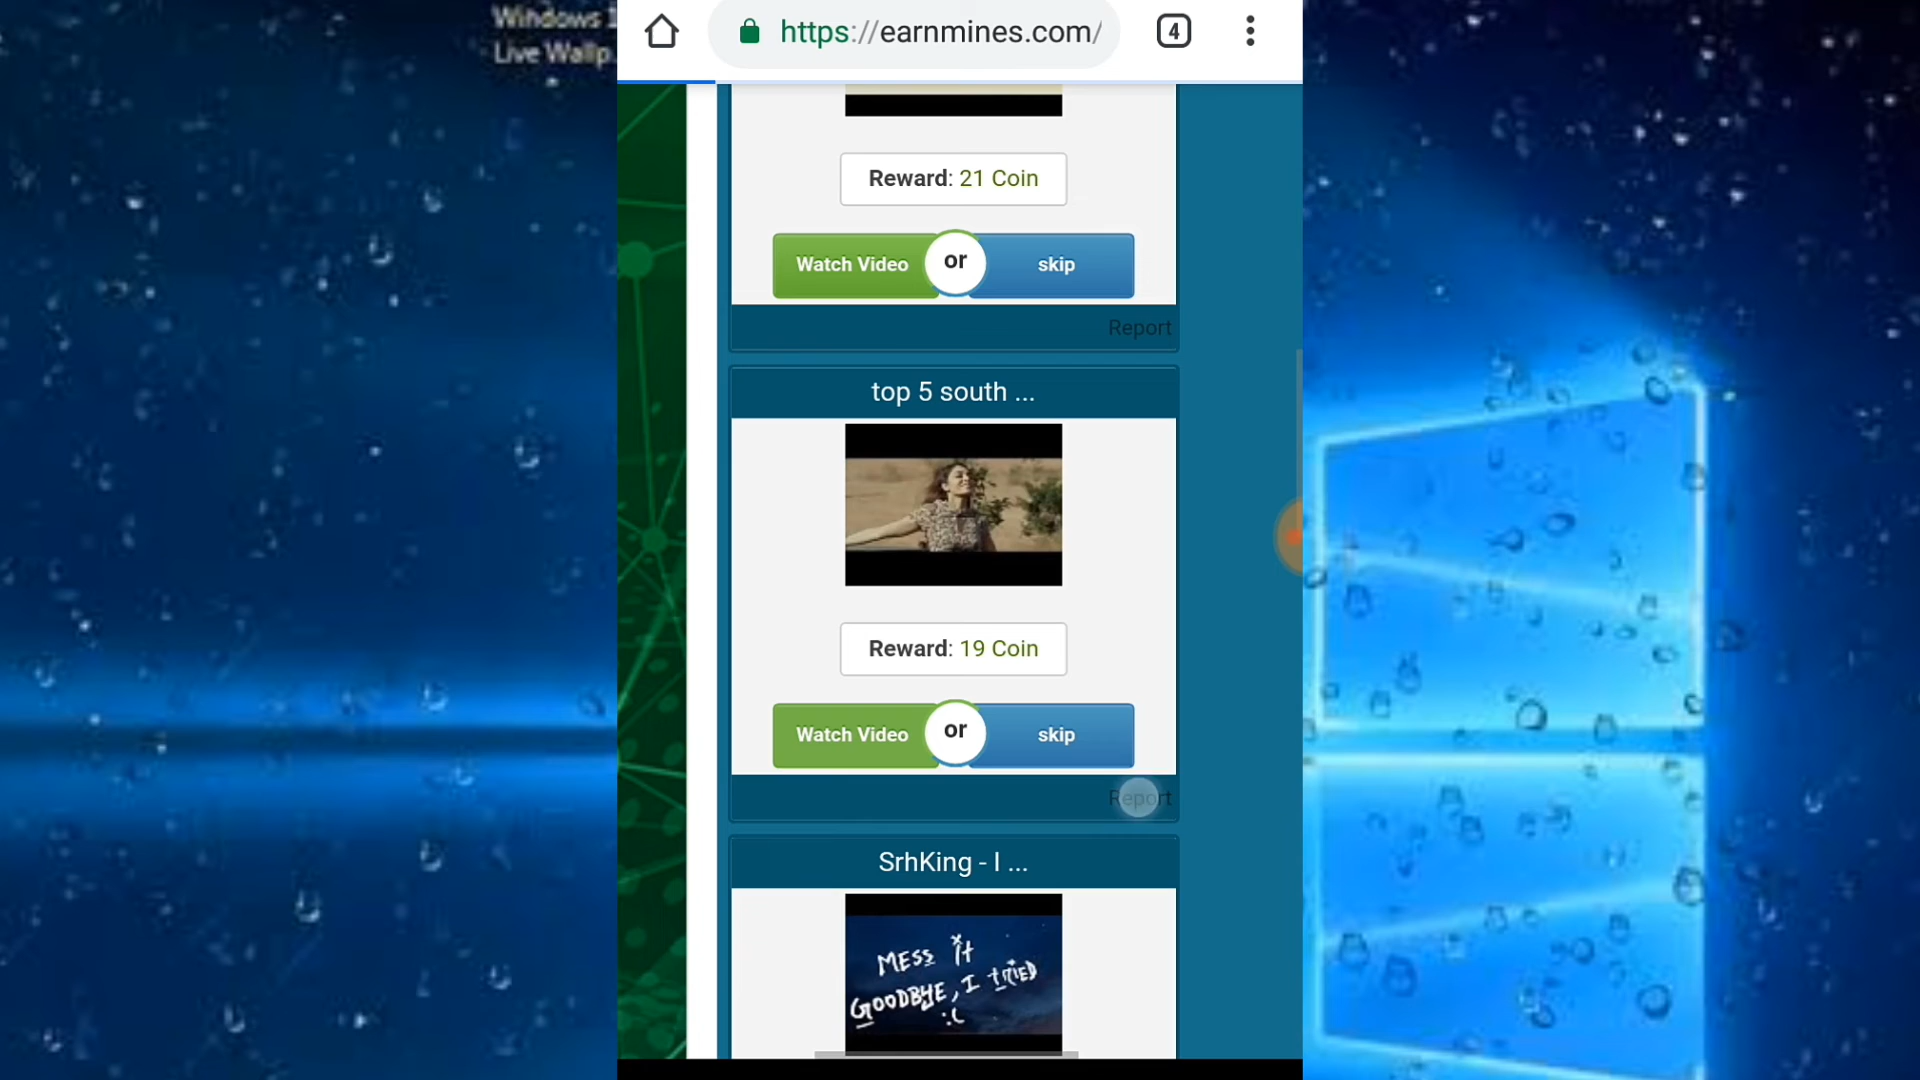 Windows 1
Live Wallp
https://earnmines.com/
4
Reward: 21 Coin
Watch Video
or
skip
Report
top 5 south ...
Reward: 19 Coin
Watch Video
or
skip
Report
SrhKing - I ...
MESS It
GOODBYE, I tRIED
:(